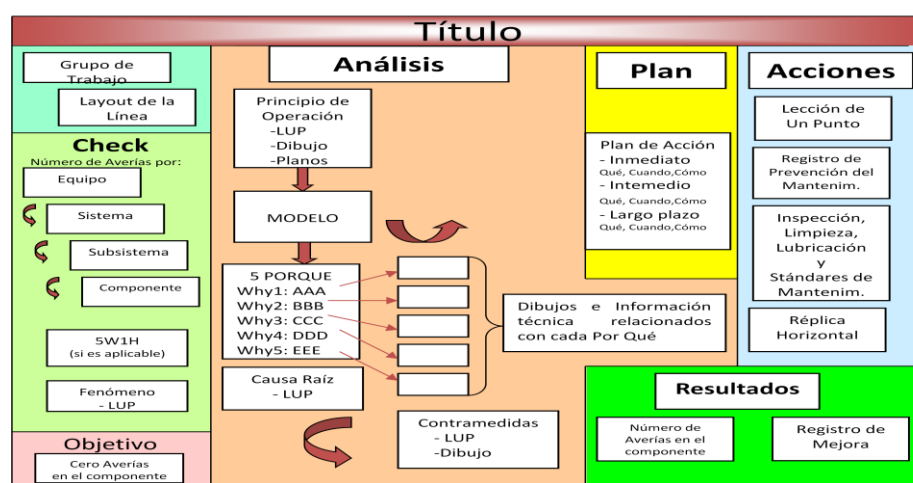 Título
Grupo de
Trabajo
Layout de la
Línea
Check
Número de Averías por:
Equipo
Sistema
Subsistema
Componente
5W1H
(si es aplicable)
Fenómeno
- LUP
Objetivo
Cero Averías
en el componente
Análisis
Principio de
Operación
-LUP
-Dibujo
-Planos
MODELO
5 PORQUE
Why1: AAA
Why2: BBB
Why3: CCC
Why4: DDD
Why5: EEE
Causa Raíz
- LUP
Dibujos e Información
técnica relacionados
con cada Por Qué
Contramedidas
- LUP
-Dibujo
Plan
Plan de Acción
- Inmediato
Qué, Cuando,Cómo
- Intemedio
Qué, Cuando,Cómo
- Largo plazo
Qué, Cuando,Cómo
Acciones
Lección de
Un Punto
Registro de
Prevención del
Mantenim.
Inspección,
Limpieza,
Lubricación
y
Stándares de
Mantenim.
Réplica
Horizontal
Resultados
Número de
Averías en el
componente
Registro de
Mejora